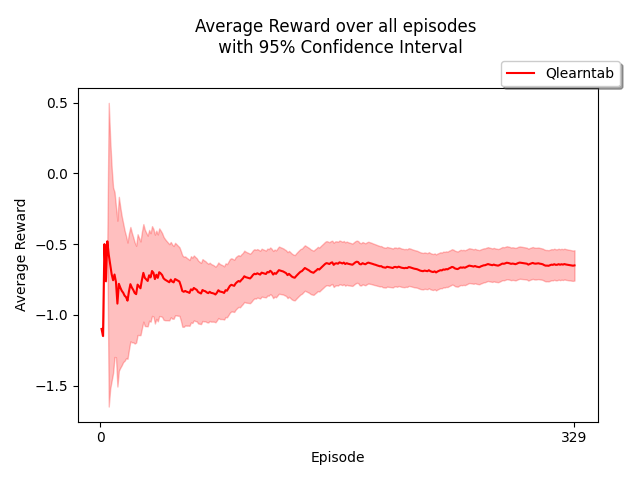 Average Reward over all episodes
with 95% Confidence Interval
Qlearntab
0.5
0.0
−0.5
−1.0
−1.5
Average Reward
0
329
Episode